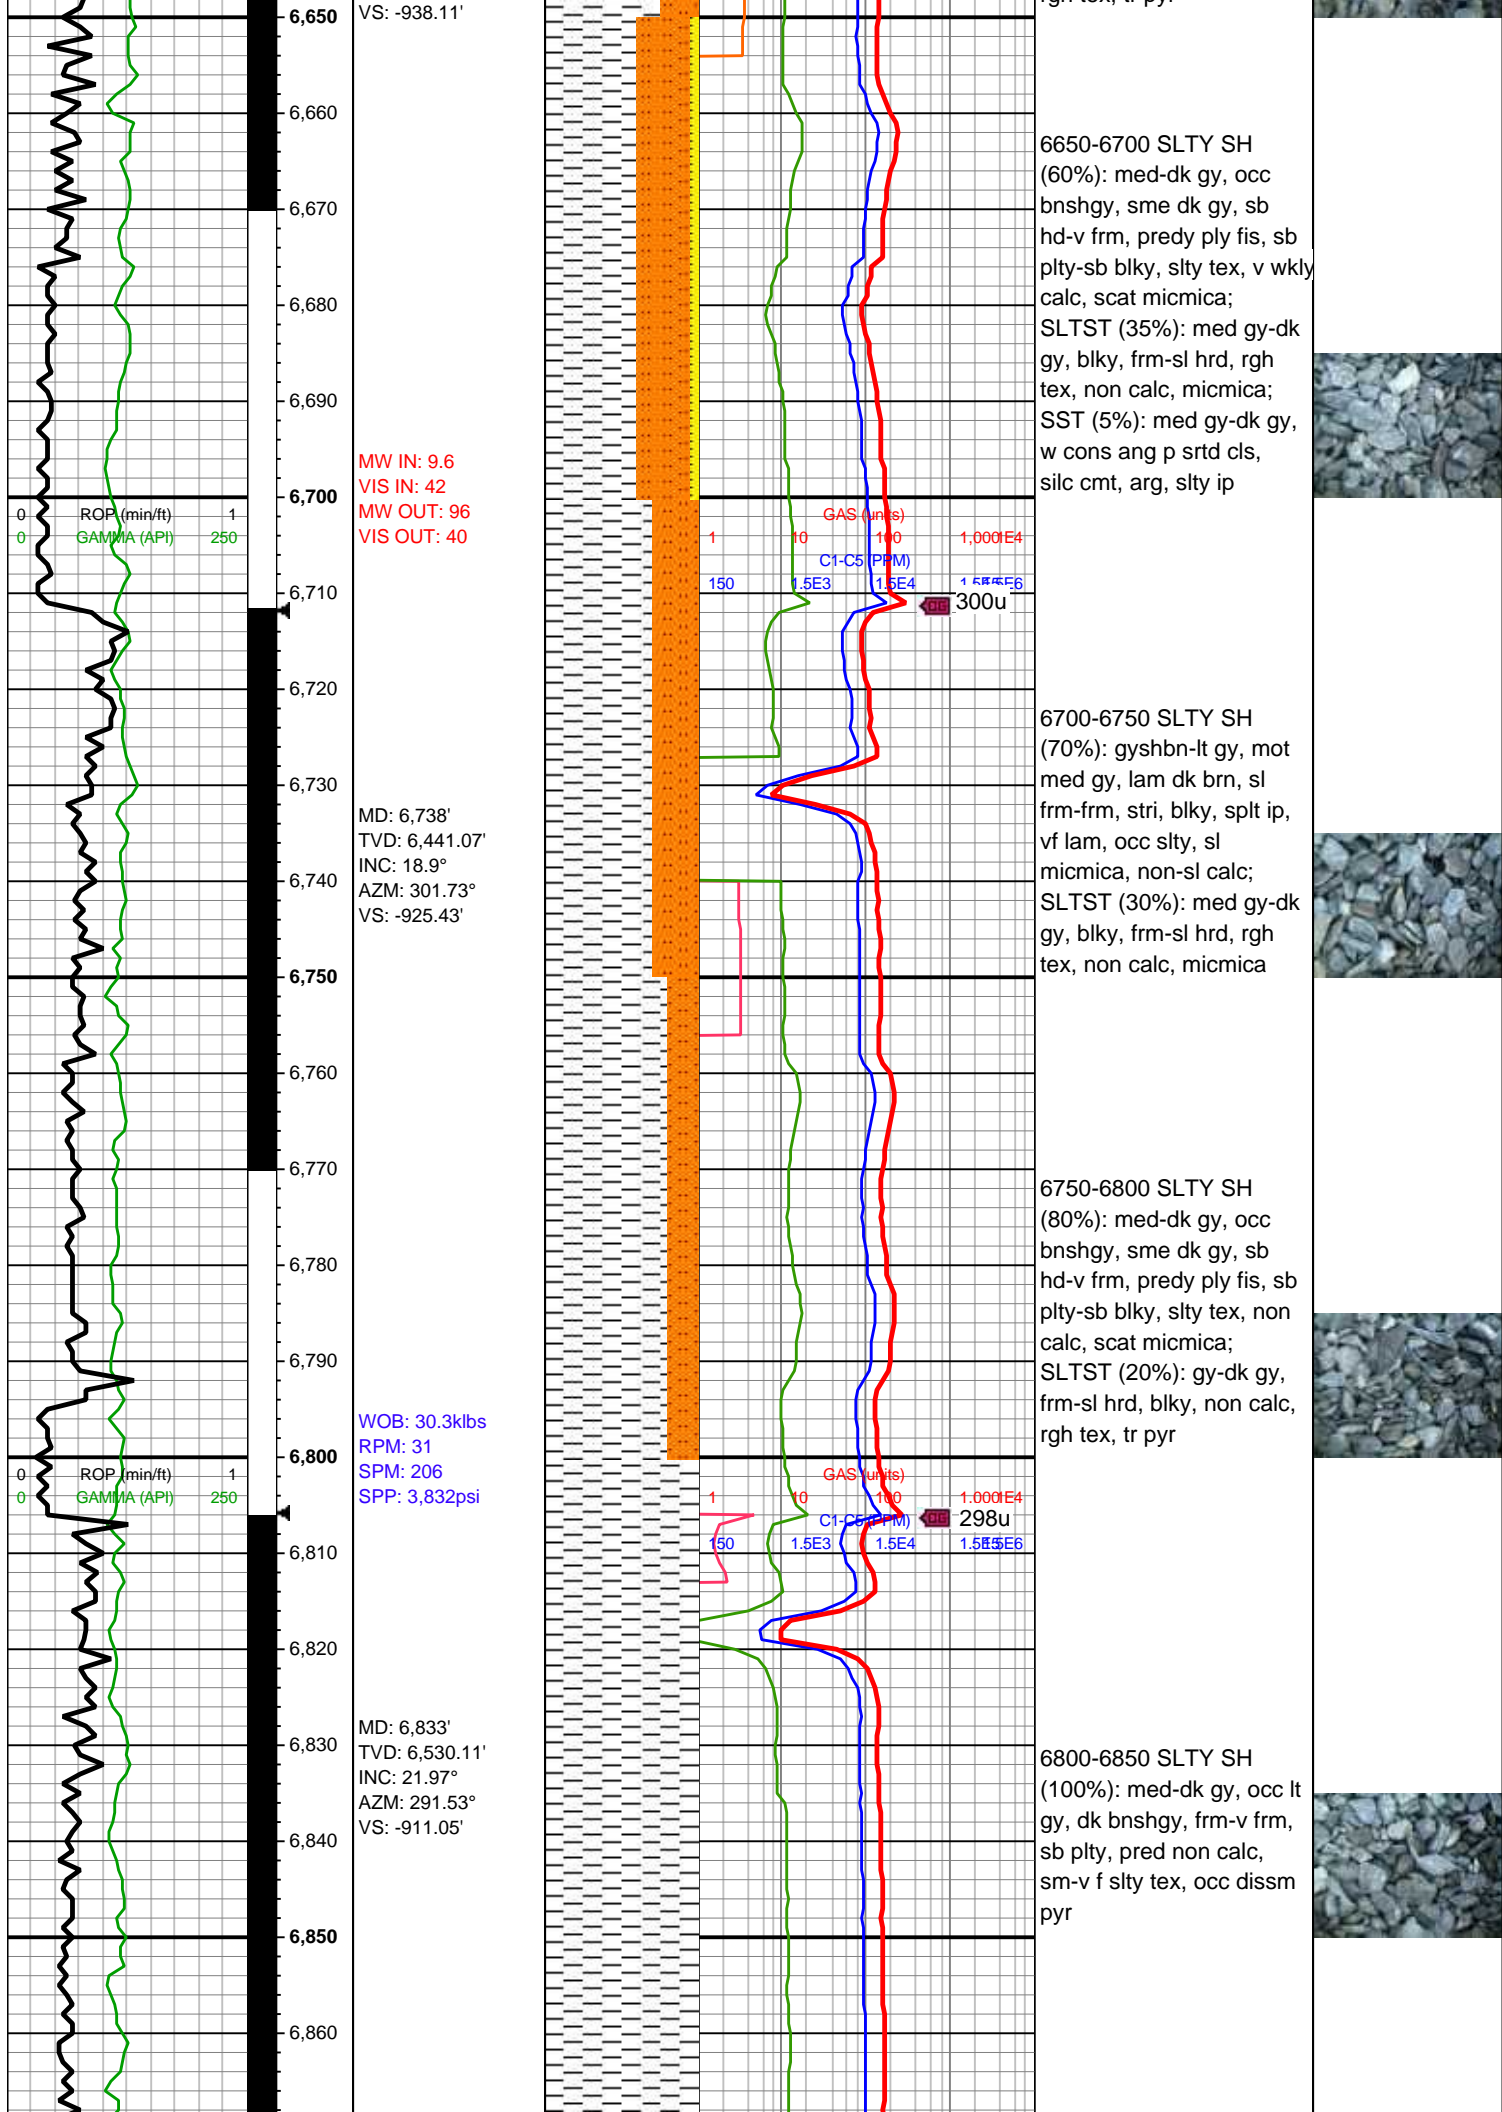 6,650
VS: -938.11'
6,660
6650-6700 SLTY SH
(60%): med-dk gy, occ
bnshgy, sme dk gy, sb
hd-v frm, predy ply fis, sb
plty-sb blky, slty tex, v wkly
calc, scat micmica;
SLTST (35%): med gy-dk
gy, blky, frm-sl hrd, rgh
tex, non calc, micmica;
SST (5%): med gy-dk gy,
w cons ang p srtd cls,
silc cmt, arg, slty ip
6,670
6,680
6,690
MW IN: 9.6
VIS IN: 42
MW OUT: 96
VIS OUT: 40
6,700
0 ROP (min/ft) 1
0 GAMMA (API) 250
GAS (units)
1 10 100 1,000 1E4
C1-C5 (PPM)
150 1.5E3 1.5E4
6,710
300u
6,720
6700-6750 SLTY SH
(70%): gyshbn-lt gy, mot
med gy, lam dk brn, sl
frm-frm, stri, blky, splt ip,
vf lam, occ slty, sl
micmica, non-sl calc;
SLTST (30%): med gy-dk
gy, blky, frm-sl hrd, rgh
tex, non calc, micmica
6,730
MD: 6,738'
TVD: 6,441.07'
INC: 18.9°
AZM: 301.73°
VS: -925.43'
6,740
6,750
6,760
6,770
6750-6800 SLTY SH
(80%): med-dk gy, occ
bnshgy, sme dk gy, sb
hd-v frm, predy ply fis, sb
plty-sb blky, slty tex, non
calc, scat micmica;
SLTST (20%): gy-dk gy,
frm-sl hrd, blky, non calc,
rgh tex, tr pyr
6,780
6,790
WOB: 30.3klbs
RPM: 31
SPM: 206
SPP: 3,832psi
6,800
0 ROP (min/ft) 1
0 GAMMA (API) 250
GAS (units)
1 10 100 1,000 1E4
C1-C5 (PPM)
298u
150 1.5E3 1.5E4
6,810
6,820
MD: 6,833'
TVD: 6,530.11'
INC: 21.97°
AZM: 291.53°
VS: -911.05'
6,830
6800-6850 SLTY SH
(100%): med-dk gy, occ lt
gy, dk bnshgy, frm-v frm,
sb plty, pred non calc,
sm-v f slty tex, occ dissm
pyr
6,840
6,850
6,860